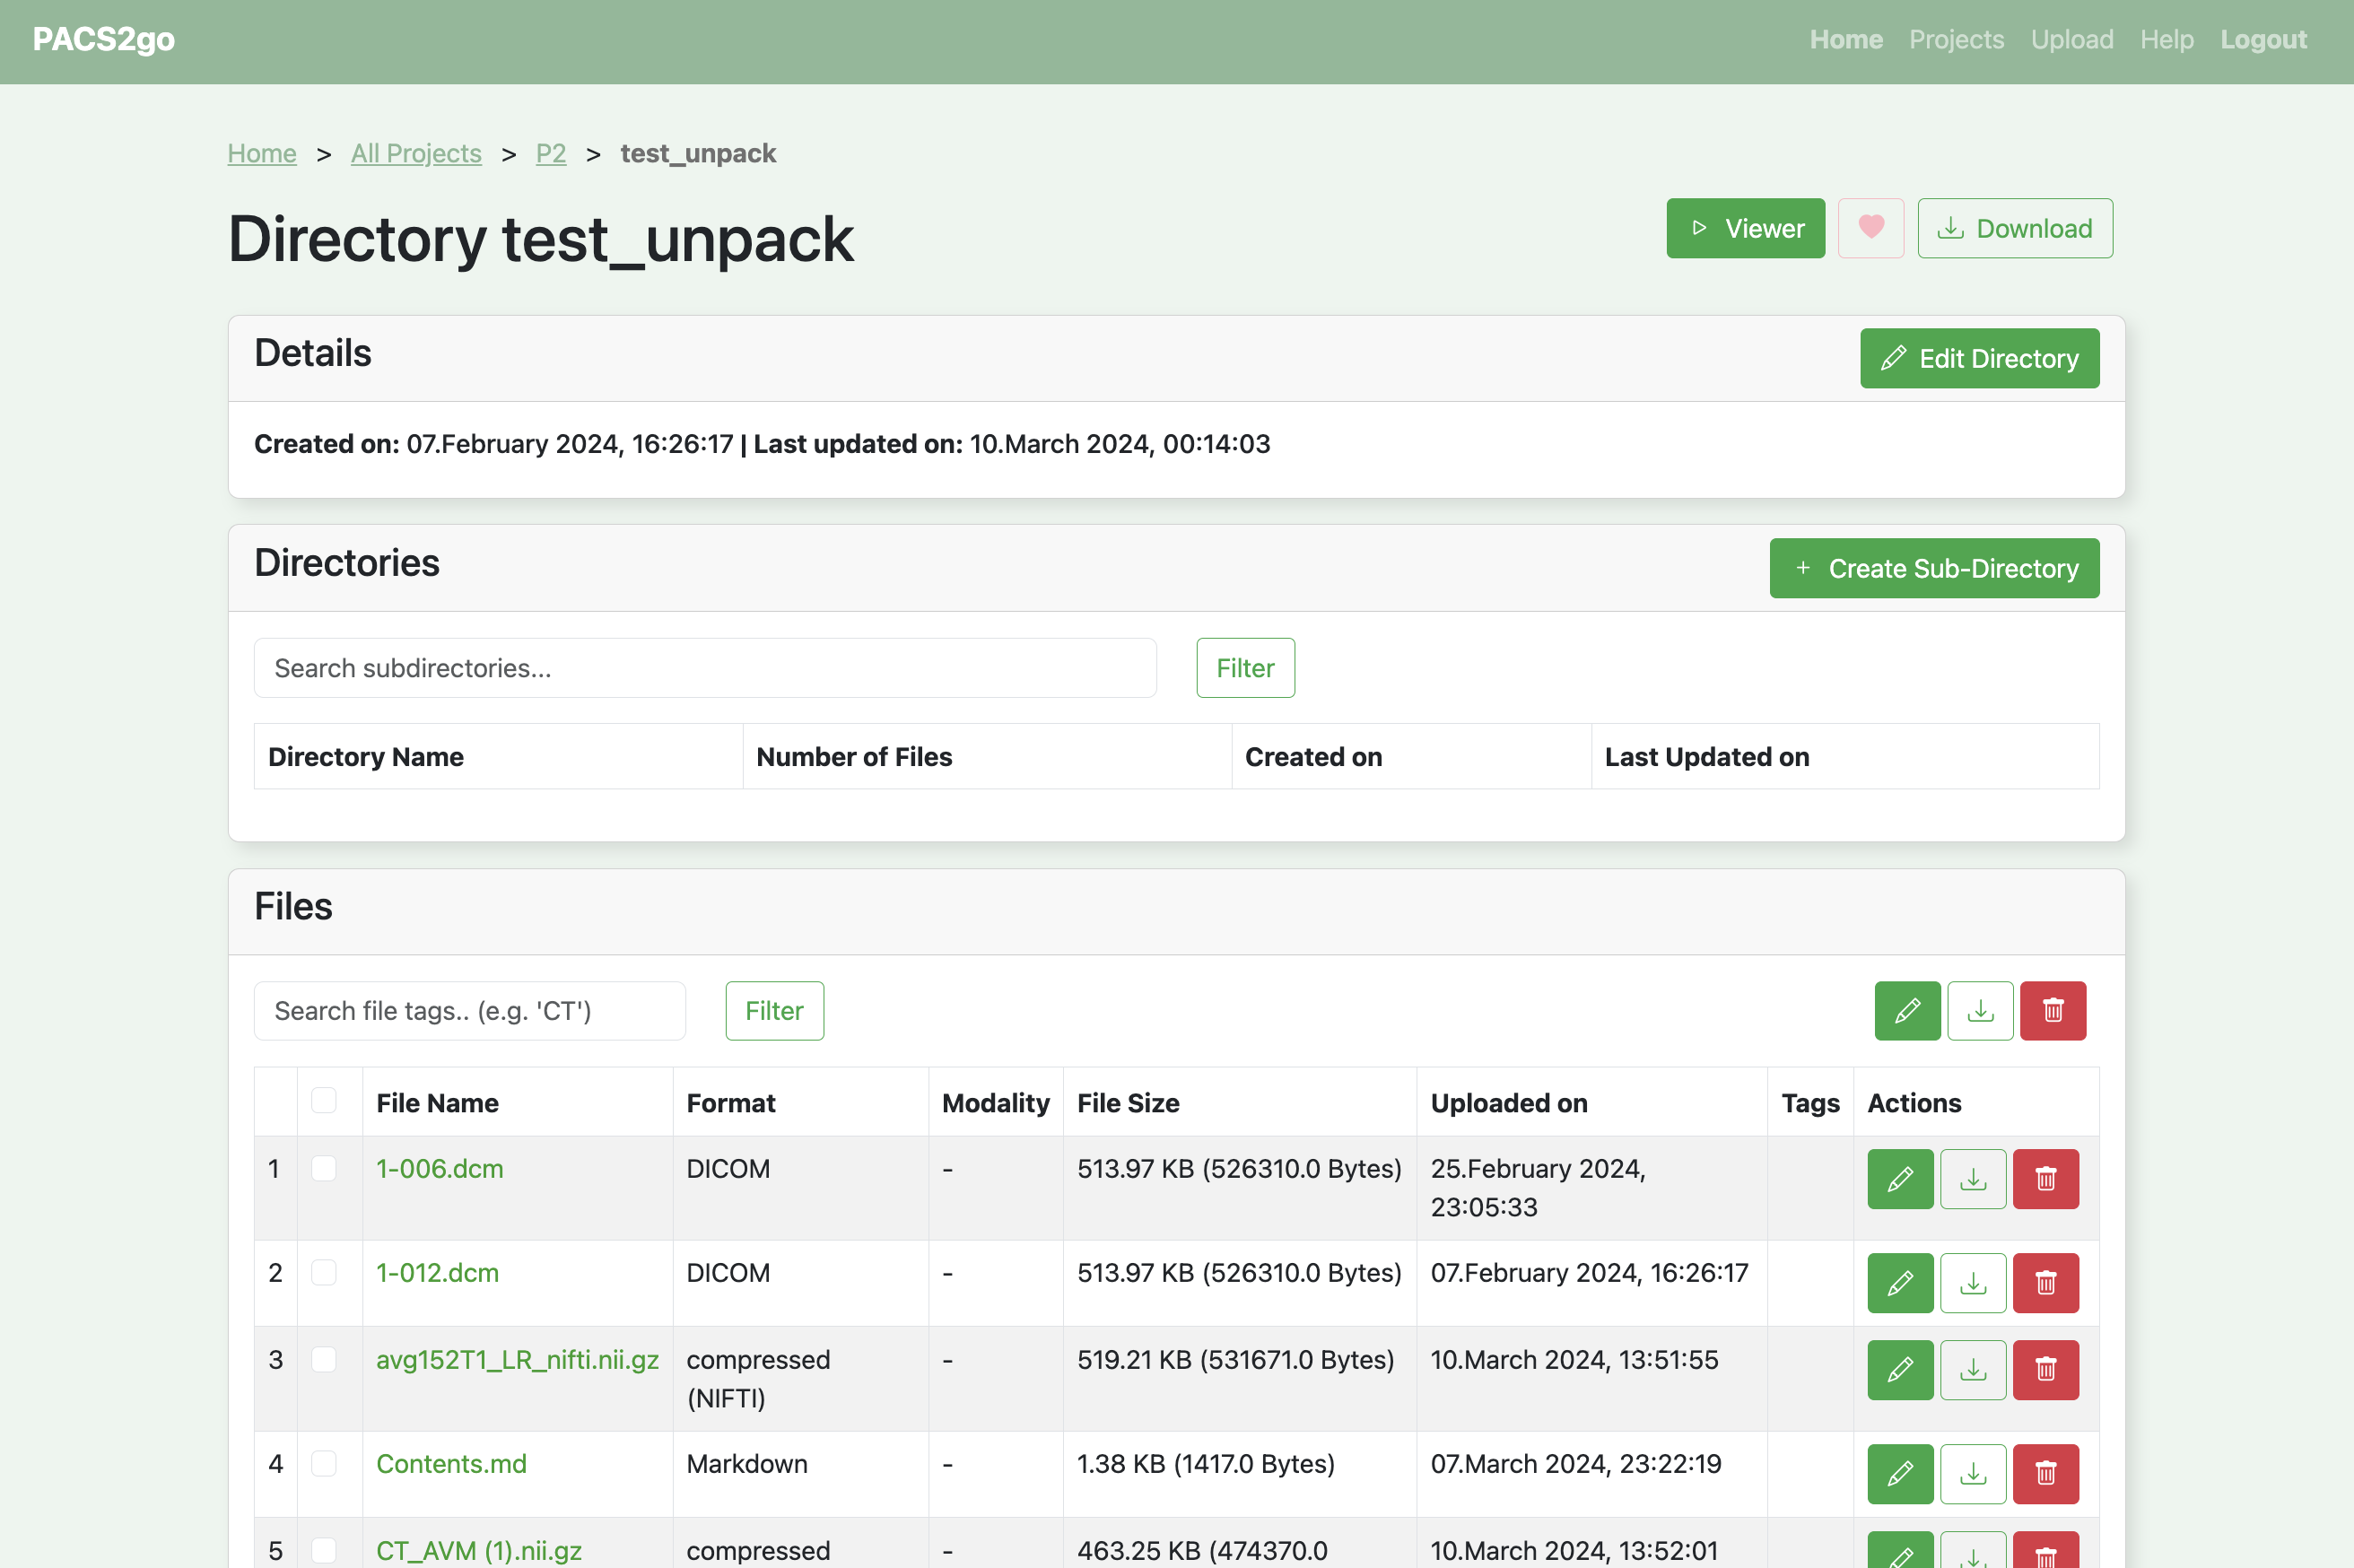 PACS2go
Home Projects Upload Help Logout
Home > All Projects > P2 > test_unpack
Directory test_unpack
Viewer
Download
Details
Edit Directory
Created on: 07.February 2024, 16:26:17 | Last updated on: 10.March 2024, 00:14:03
Directories
+ Create Sub-Directory
Search subdirectories...
Filter
Directory Name Number of Files Created on Last Updated on
Files
Search file tags.. (e.g. 'CT')
Filter
File Name Format Modality File Size Uploaded on Tags Actions
1 1-006.dcm DICOM - 513.97 KB (526310.0 Bytes) 25.February 2024,
23:05:33
2 1-012.dcm DICOM - 513.97 KB (526310.0 Bytes) 07.February 2024, 16:26:17
3 avg152T1_LR_nifti.nii.gz compressed - 519.21 KB (531671.0 Bytes) 10.March 2024, 13:51:55
(NIFTI)
4 Contents.md Markdown - 1.38 KB (1417.0 Bytes) 07.March 2024, 23:22:19
5 CT_AVM (1).nii.gz compressed - 463.25 KB (474370.0 10.March 2024, 13:52:01